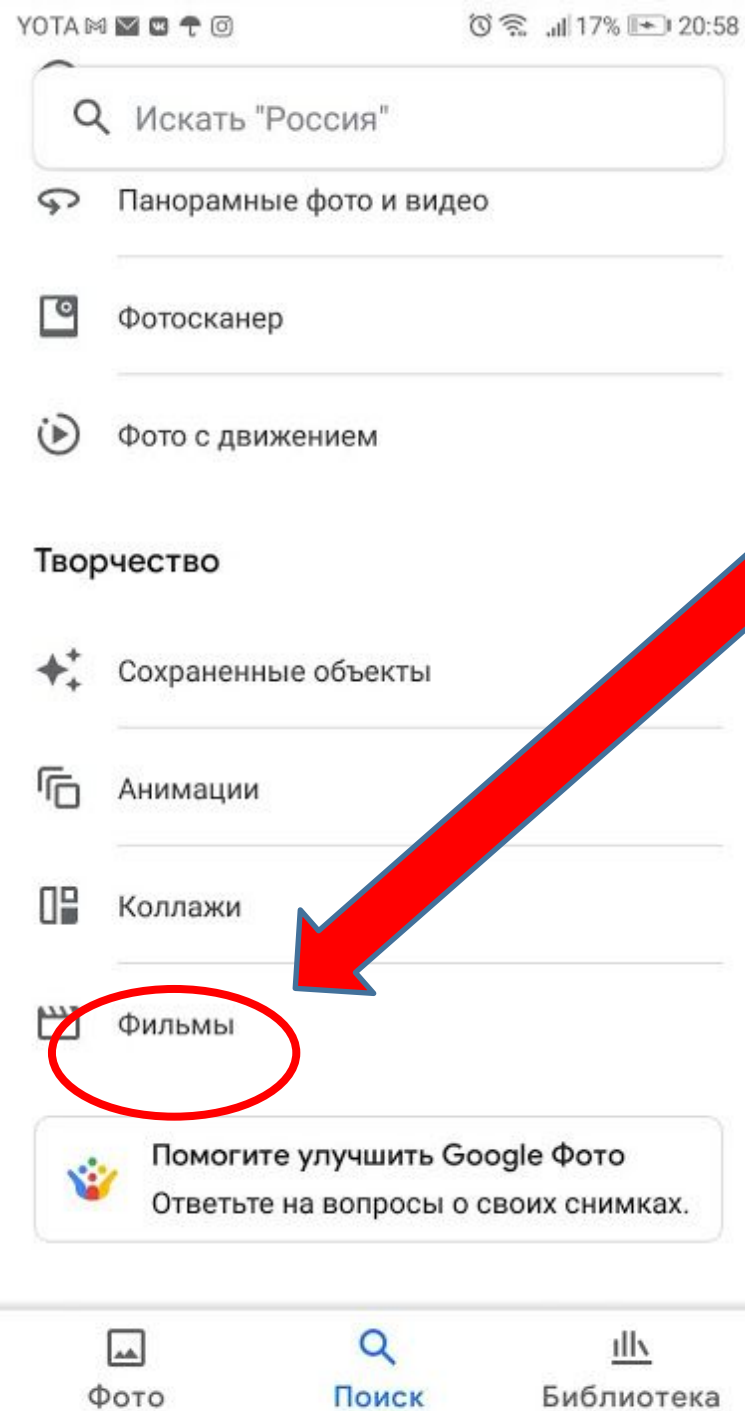 YOTA 17% 20:58
Искать "Россия"
Панорамные фото и видео
Фотосканер
Фото с движением
Творчество
Сохраненные объекты
Анимации
Коллажи
Фильмы
Помогите улучшить Google Фото
Ответьте на вопросы о своих снимках.
Фото Поиск Библиотека